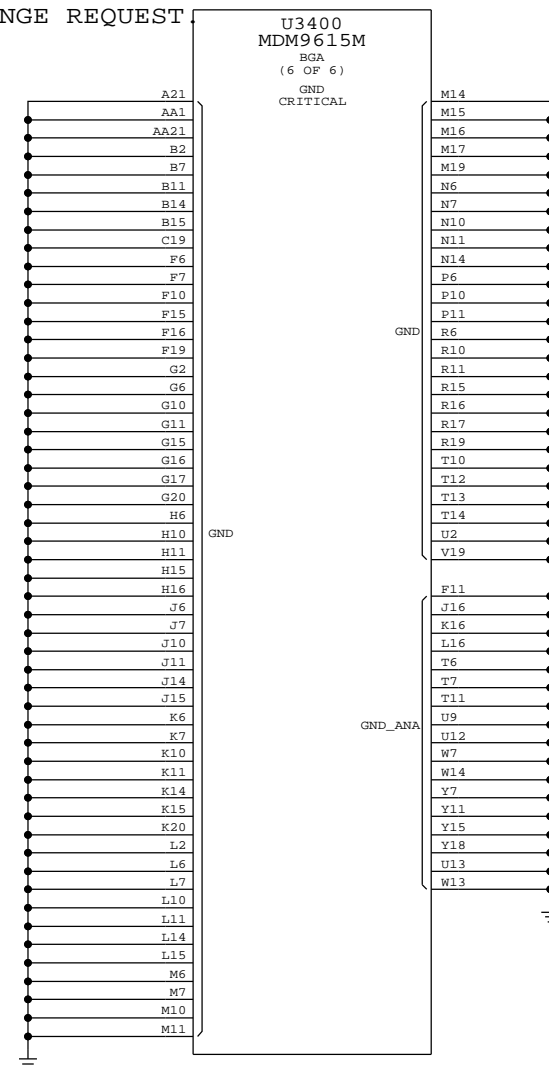 NGE REQUEST.
U3400
MDM9615M
BGA
(6 OF 6)
GND
CRITICAL
A21
AA1
AA21
B2
B7
B11
B14
B15
C19
F6
F7
F10
F15
F16
F19
G2
G6
G10
G11
G15
G16
G17
G20
H6
H10
H11
H15
H16
J6
J7
J10
J11
J14
J15
K6
K7
K10
K11
K14
K15
K20
L2
L6
L7
L10
L11
L14
L15
M6
M7
M10
M11
GND
M14
M15
M16
M17
M19
N6
N7
N10
N11
N14
P6
P10
P11
R6
R10
R11
R15
R16
R17
R19
T10
T12
T13
T14
U2
V19
GND
F11
J16
K16
L16
T6
T7
T11
U9
U12
W7
W14
Y7
Y11
Y15
Y18
U13
W13
GND_ANA